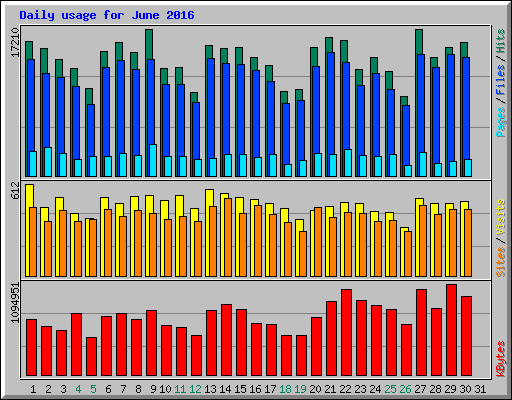 Daily usage for June 2016
17210
Pages / Files / Hits
612
Sites / Visits
1094951
KBytes
1 2 3 4 5 6 7 8 9 10 11 12 13 14 15 16 17 18 19 20 21 22 23 24 25 26 27 28 29 30 31